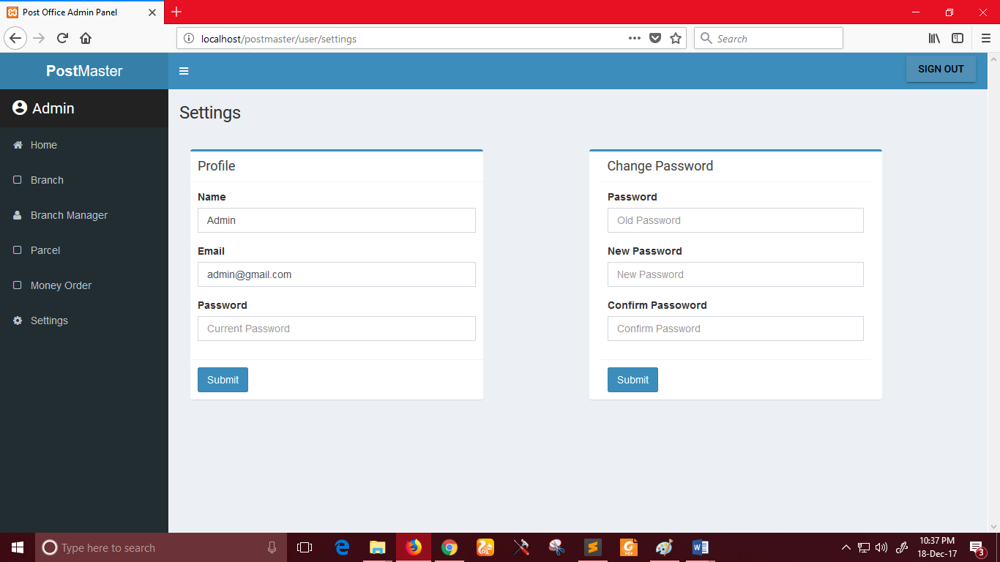 Post Office Admin Panel
localhost/postmaster/user/settings
Search
PostMaster
SIGN OUT
Admin
Home
Branch
Branch Manager
Parcel
Money Order
Settings
Settings
Profile
Name
Admin
Email
admin@gmail.com
Password
Current Password
Submit
Change Password
Password
Old Password
New Password
New Password
Confirm Passoword
Confirm Password
Submit
Type here to search
PDF
10:37 PM
18-Dec-17
3